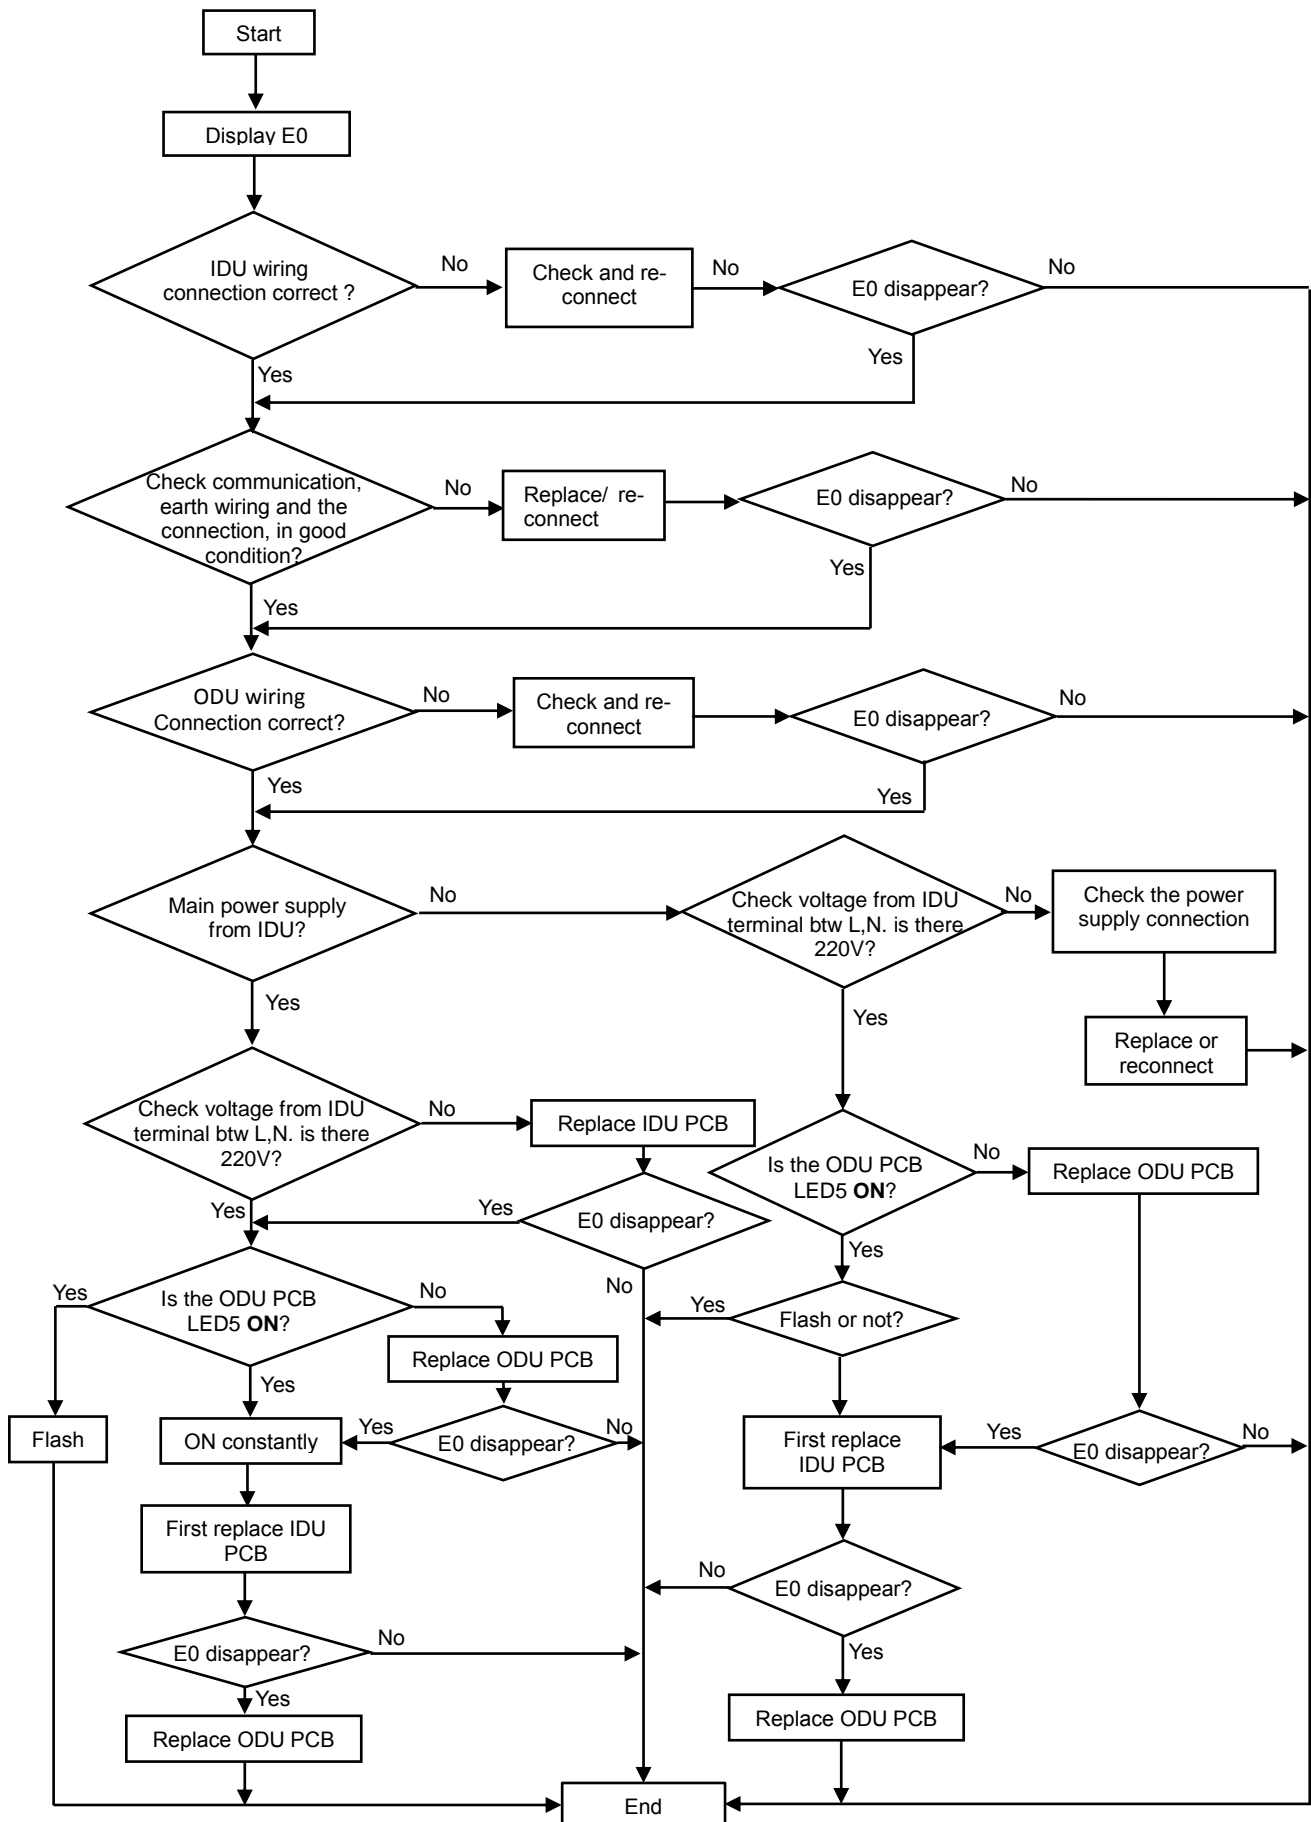 Start
Display E0
IDU wiring
connection correct ?
No
Check and re-
connect
No
E0 disappear?
No
Yes
Yes
Check communication,
earth wiring and the
connection, in good
condition?
No
Replace/ re-
connect
E0 disappear?
No
Yes
Yes
ODU wiring
Connection correct?
No
Check and re-
connect
E0 disappear?
No
Yes
Yes
Main power supply
from IDU?
No
Check voltage from IDU
terminal btw L,N. is there
220V?
No
Check the power
supply connection
Yes
Yes
Replace or
reconnect
Check voltage from IDU
terminal btw L,N. is there
220V?
No
Replace IDU PCB
Is the ODU PCB
LED5 ON?
No
Replace ODU PCB
Yes
Yes
E0 disappear?
No
Yes
Yes
Is the ODU PCB
LED5 ON?
No
Yes
Flash or not?
Replace ODU PCB
Yes
Flash
ON constantly
Yes
E0 disappear?
No
First replace
IDU PCB
Yes
E0 disappear?
No
First replace IDU
PCB
No
E0 disappear?
E0 disappear?
No
Yes
Yes
Replace ODU PCB
Replace ODU PCB
End